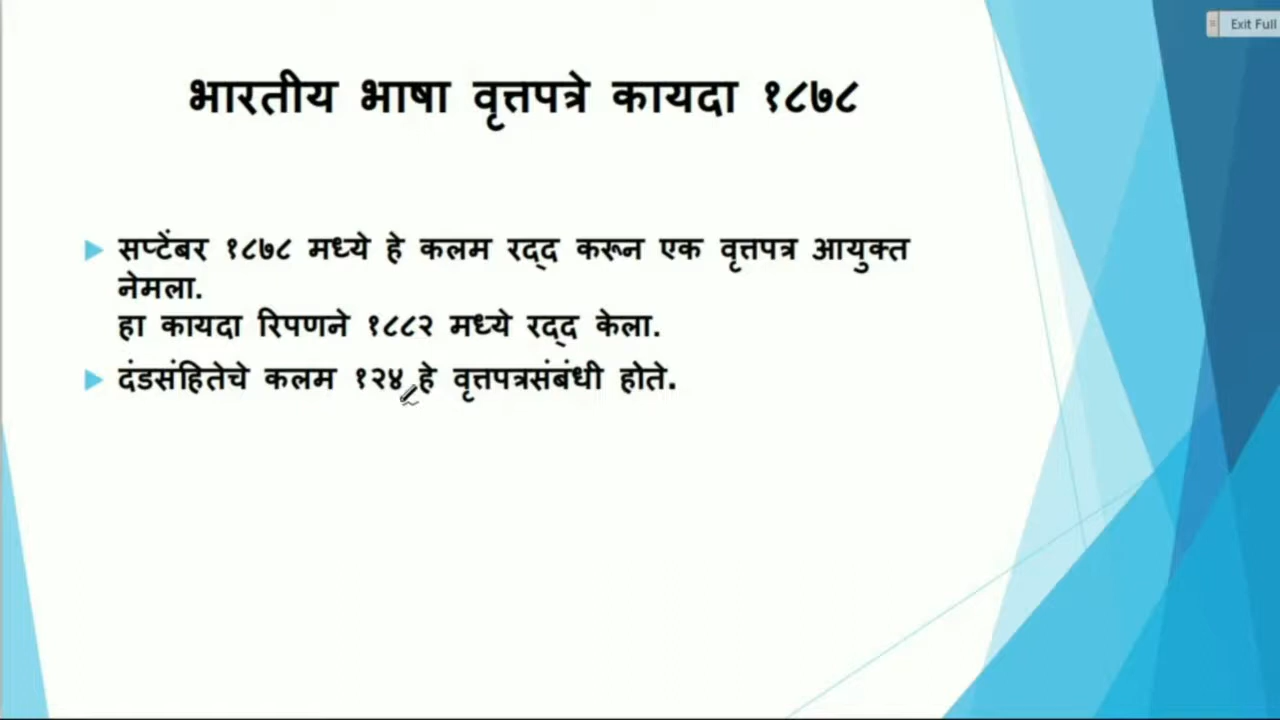 Exit Full
भारतीय भाषा वृत्तपत्रे कायदा १८७८
सप्टेंबर १८७८ मध्ये हे कलम रद्द करून एक वृत्तपत्र आयुक्त
नेमला.
हा कायदा रिपणने १८८२ मध्ये रद्द केला.
दंडसंहितेचे कलम १२४ हे वृत्तपत्रसंबंधी होते.